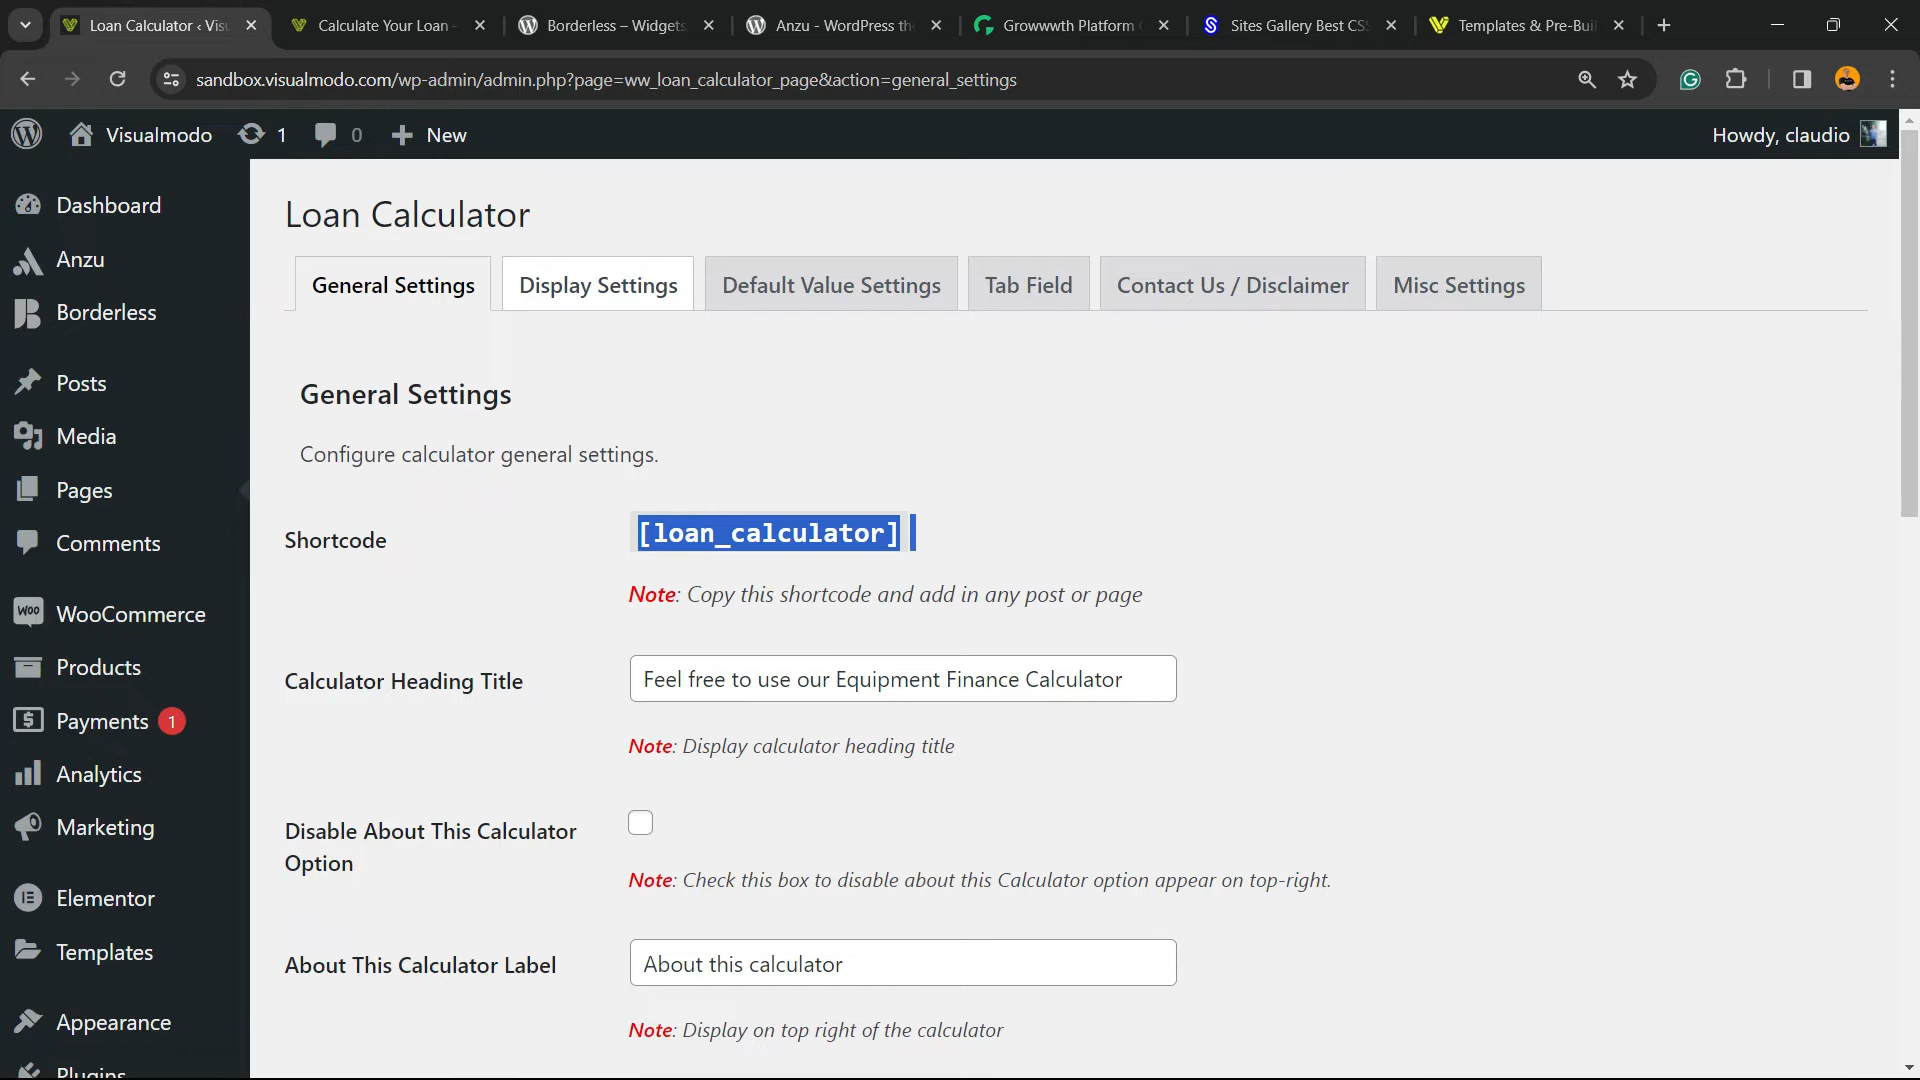 Loan Calculator ‹ Visu
Calculate Your Loan -
Borderless – Widgets,
Anzu - WordPress th
Growwwth Platform
Sites Gallery Best CSS
Templates & Pre-Buil
sandbox.visualmodo.com/wp-admin/admin.php?page=ww_loan_calculator_page&action=general_settings
Visualmodo
1
0
New
Howdy, claudio
Dashboard
Anzu
Borderless
Posts
Media
Pages
Comments
WooCommerce
Products
Payments 1
Analytics
Marketing
Elementor
Templates
Appearance
Plugins
Loan Calculator
General Settings
Display Settings
Default Value Settings
Tab Field
Contact Us / Disclaimer
Misc Settings
General Settings
Configure calculator general settings.
Shortcode
[loan_calculator]
Note: Copy this shortcode and add in any post or page
Calculator Heading Title
Feel free to use our Equipment Finance Calculator
Note: Display calculator heading title
Disable About This Calculator
Option
Note: Check this box to disable about this Calculator option appear on top-right.
About This Calculator Label
About this calculator
Note: Display on top right of the calculator